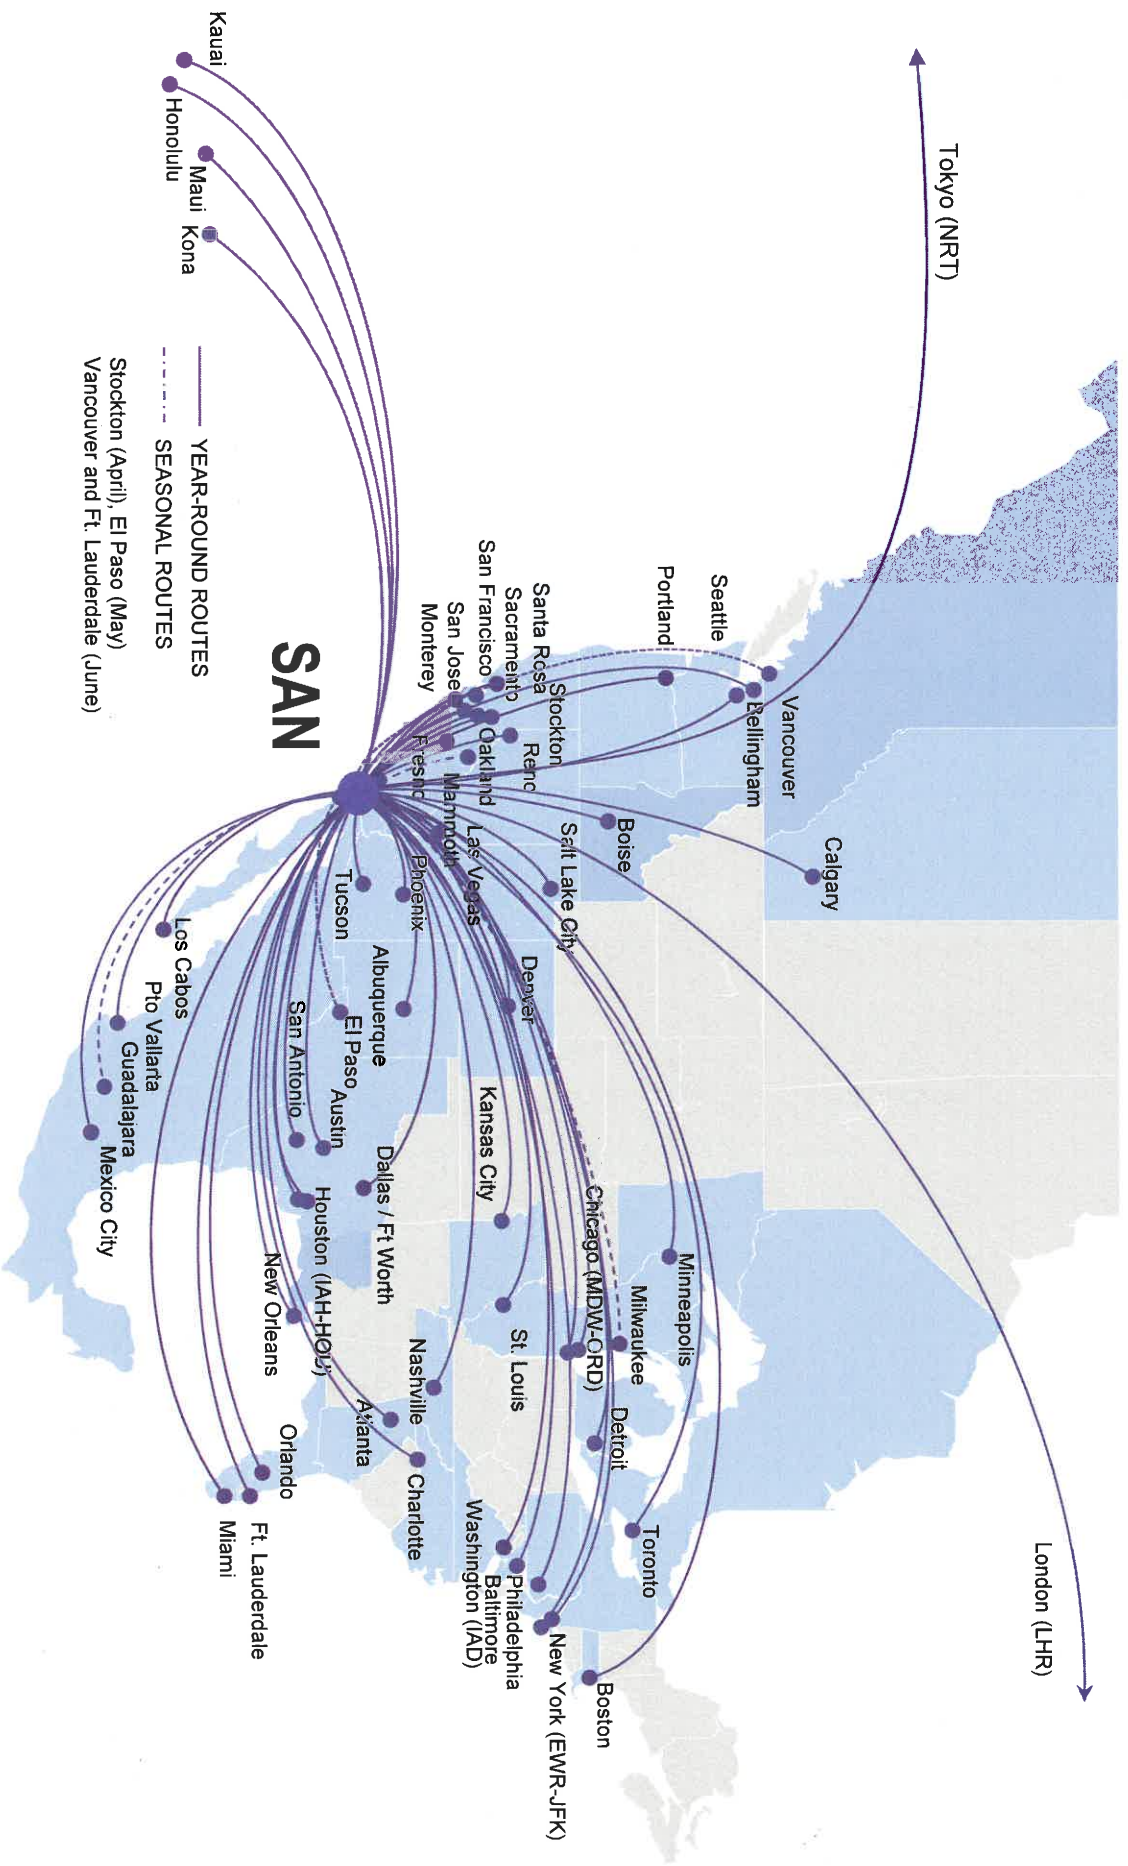 Tokyo (NRT)
London (LHR)
Calgary
Vancouver
Bellingham
Seattle
Portland
Boise
Minneapolis
Milwaukee
Toronto
Detroit
Boston
Chicago (MDW-ORD)
Salt Lake City
Stockton
Santa Rosa
Reno
Sacramento
San Francisco
Oakland
San Jose
Monterey
Fresno
Mammoth
Las Vegas
Denver
Kansas City
St. Louis
New York (EWR-JFK)
Philadelphia
Baltimore
Washington (IAD)
Phoenix
Nashville
Charlotte
Albuquerque
Dallas / Ft Worth
Atlanta
Tucson
El Paso
Austin
Houston (IAH-HOU)
San Antonio
New Orleans
Orlando
Ft. Lauderdale
Miami
SAN
Kauai
Honolulu
Maui
Kona
Los Cabos
Pto Vallarta
Guadalajara
Mexico City
YEAR-ROUND ROUTES
SEASONAL ROUTES
Stockton (April), El Paso (May)
Vancouver and Ft. Lauderdale (June)